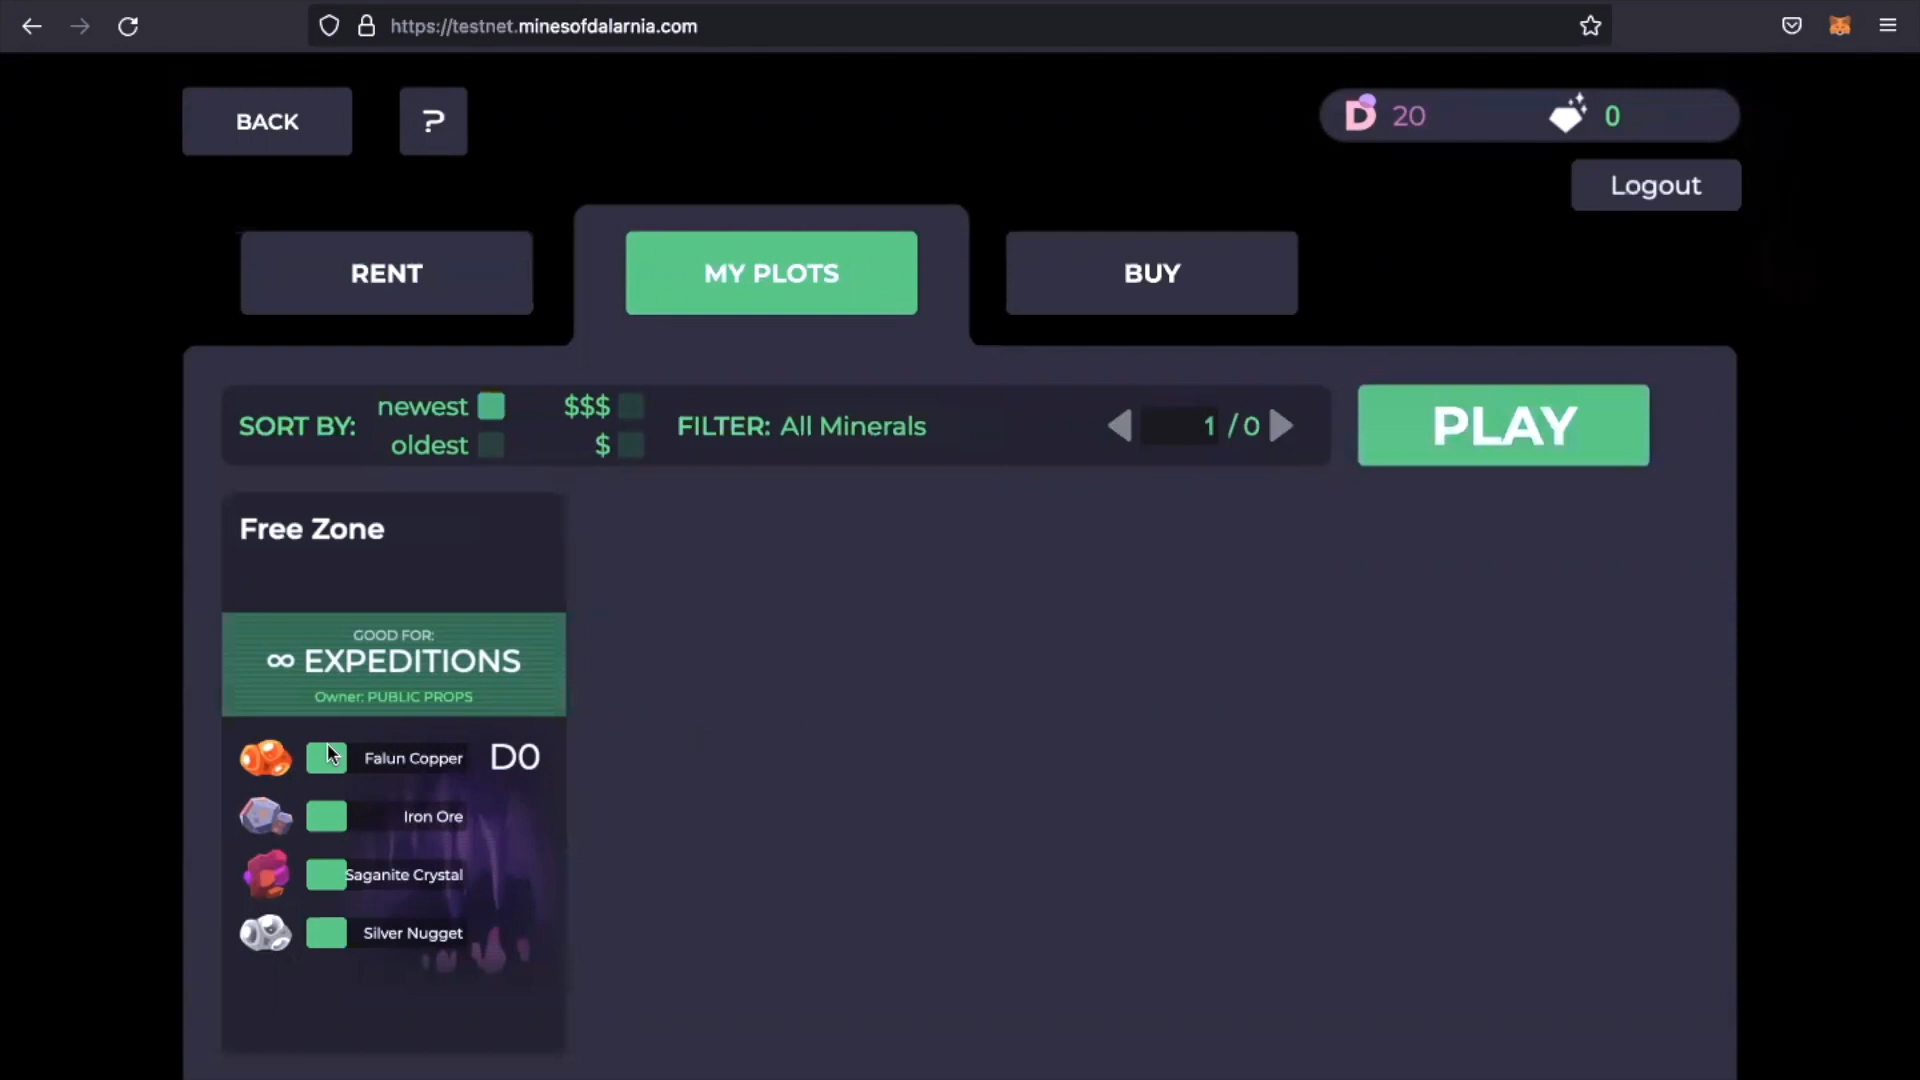 https://testnet.minesofdalarnia.com
BACK
?
D 20 0
Logout
RENT
MY PLOTS
BUY
SORT BY:
newest
oldest
$$$
$
FILTER: All Minerals
1 / 0
PLAY
Free Zone
GOOD FOR:
∞ EXPEDITIONS
Owner: PUBLIC PROPS
Falun Copper
D0
Iron Ore
Saganite Crystal
Silver Nugget